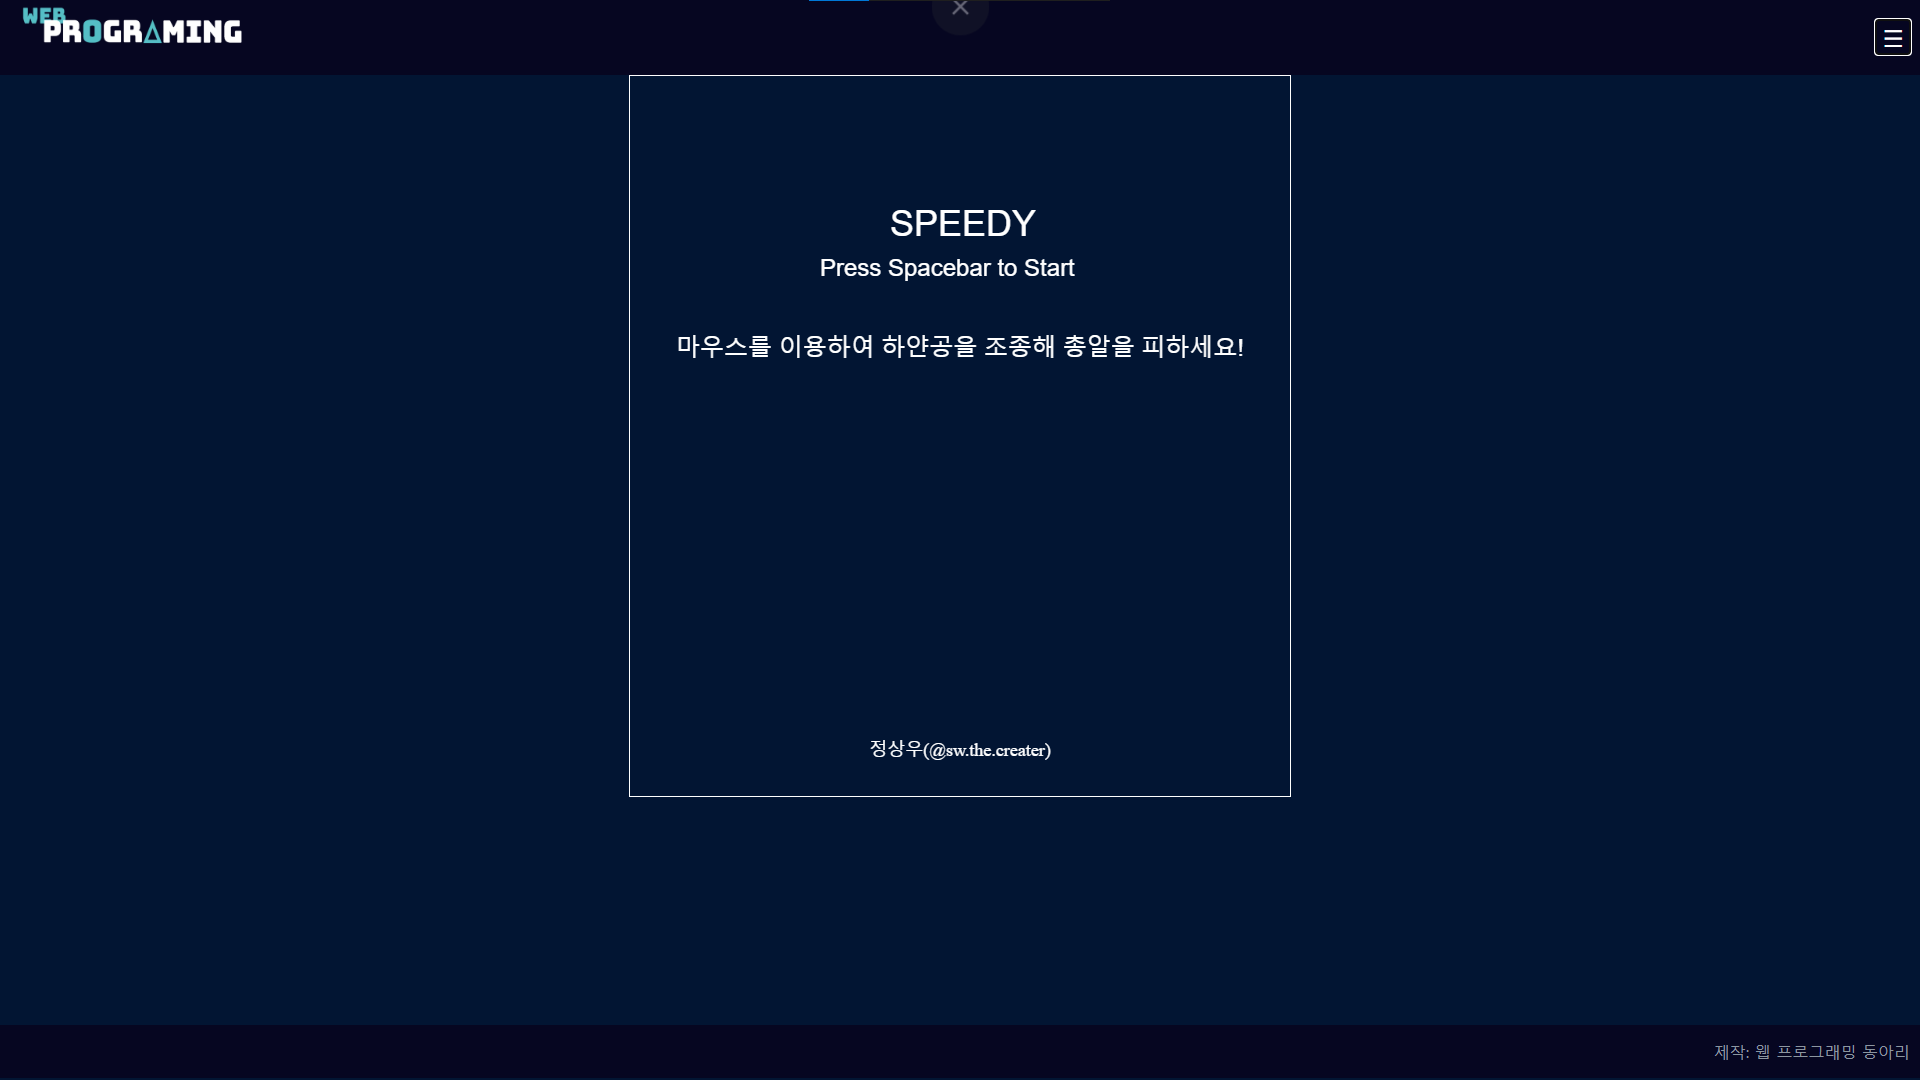 WEB
PROGRAMING
SPEEDY
Press Spacebar to Start
마우스를 이용하여 하얀공을 조종해 총알을 피하세요!
정상우(@sw.the.creater)
제작: 웹 프로그래밍 동아리